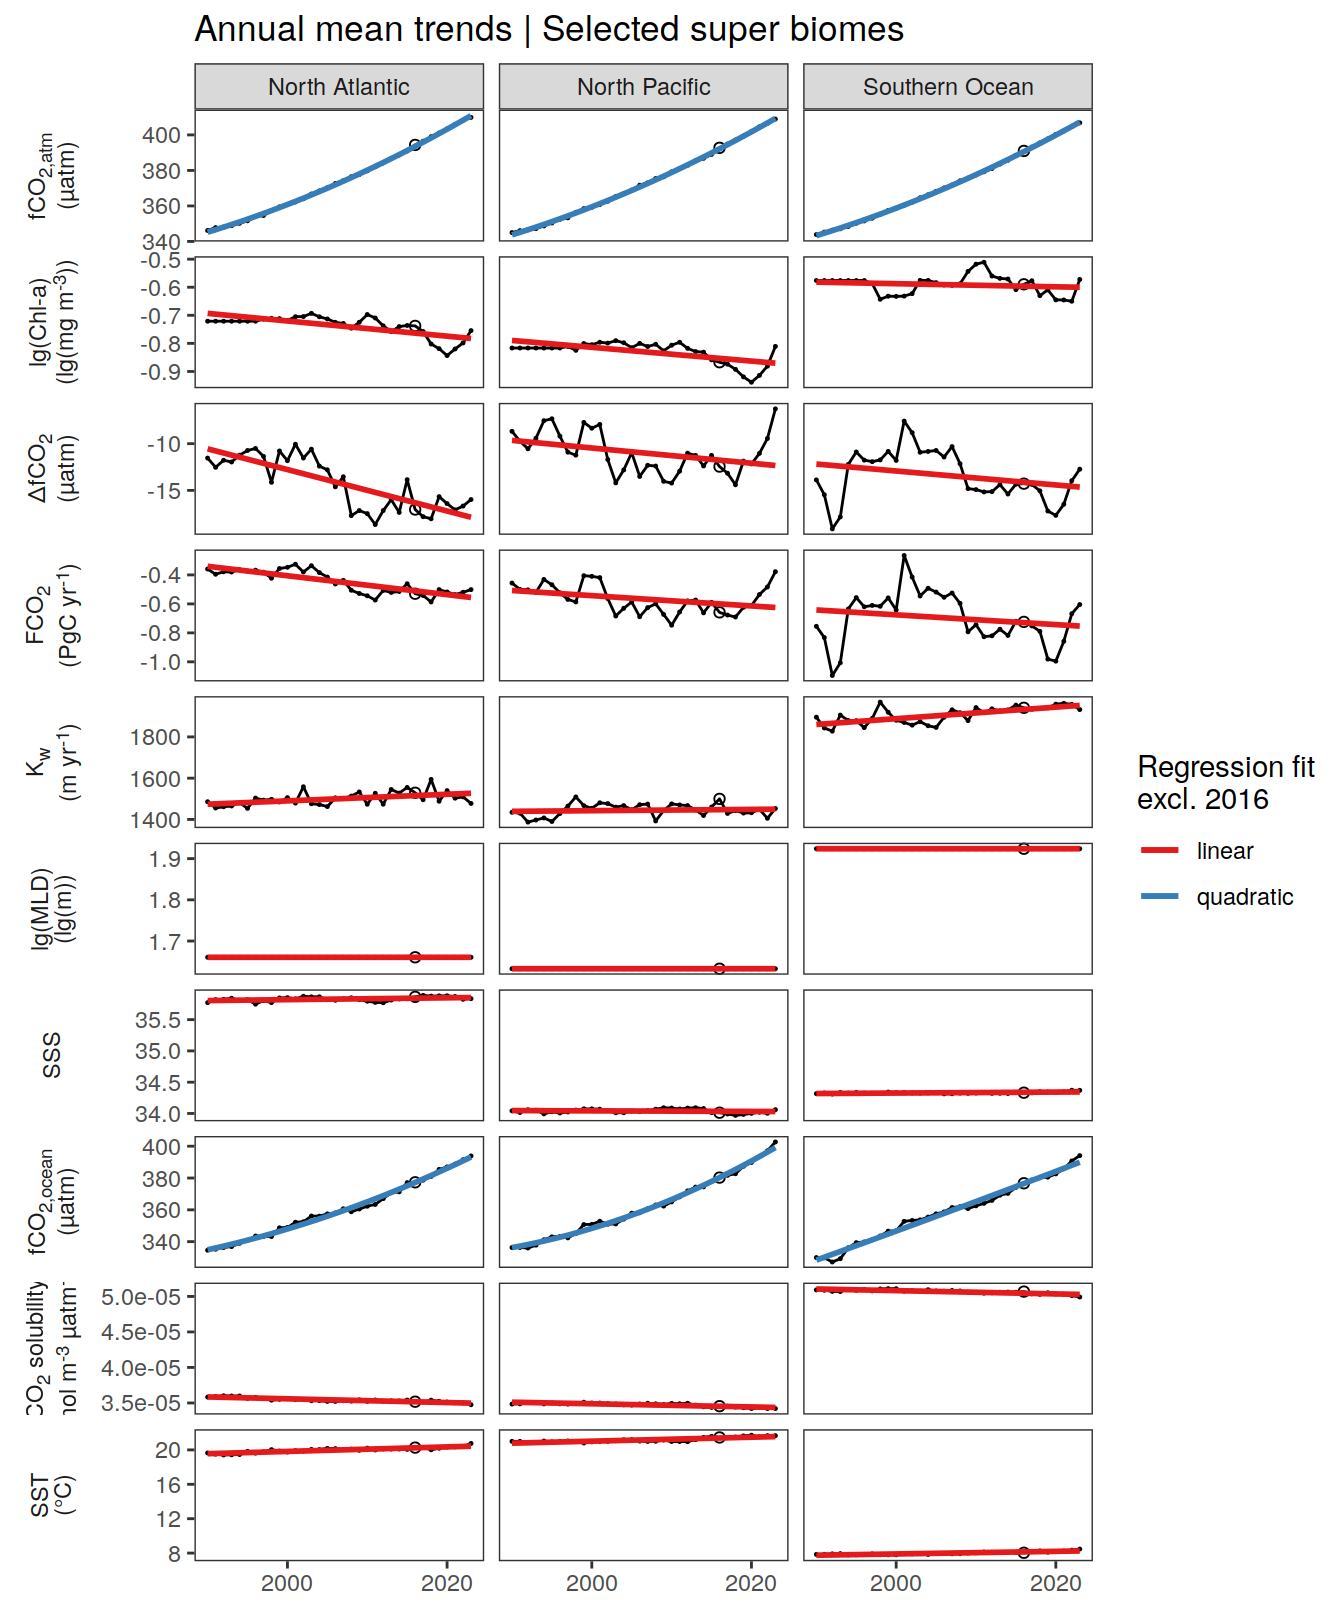 Annual mean trends | Selected super biomes
North Atlantic
North Pacific
Southern Ocean
fCO2,atm
(µatm)
400
380
360
340
lg(Chl-a)
(lg(mg m-3))
-0.5
-0.6
-0.7
-0.8
-0.9
ΔfCO2
(µatm)
-10
-15
FCO2
(PgC yr-1)
-0.4
-0.6
-0.8
-1.0
Kw
(m yr-1)
1800
1600
1400
lg(MLD)
(lg(m))
1.9
1.8
1.7
SSS
35.5
35.0
34.5
34.0
fCO2,ocean
(µatm)
400
380
360
340
CO2 solubility
nol m-3 µatm-
5.0e-05
4.5e-05
4.0e-05
3.5e-05
SST
(°C)
20
16
12
8
2000
2020
2000
2020
2000
2020
Regression fit
excl. 2016
linear
quadratic